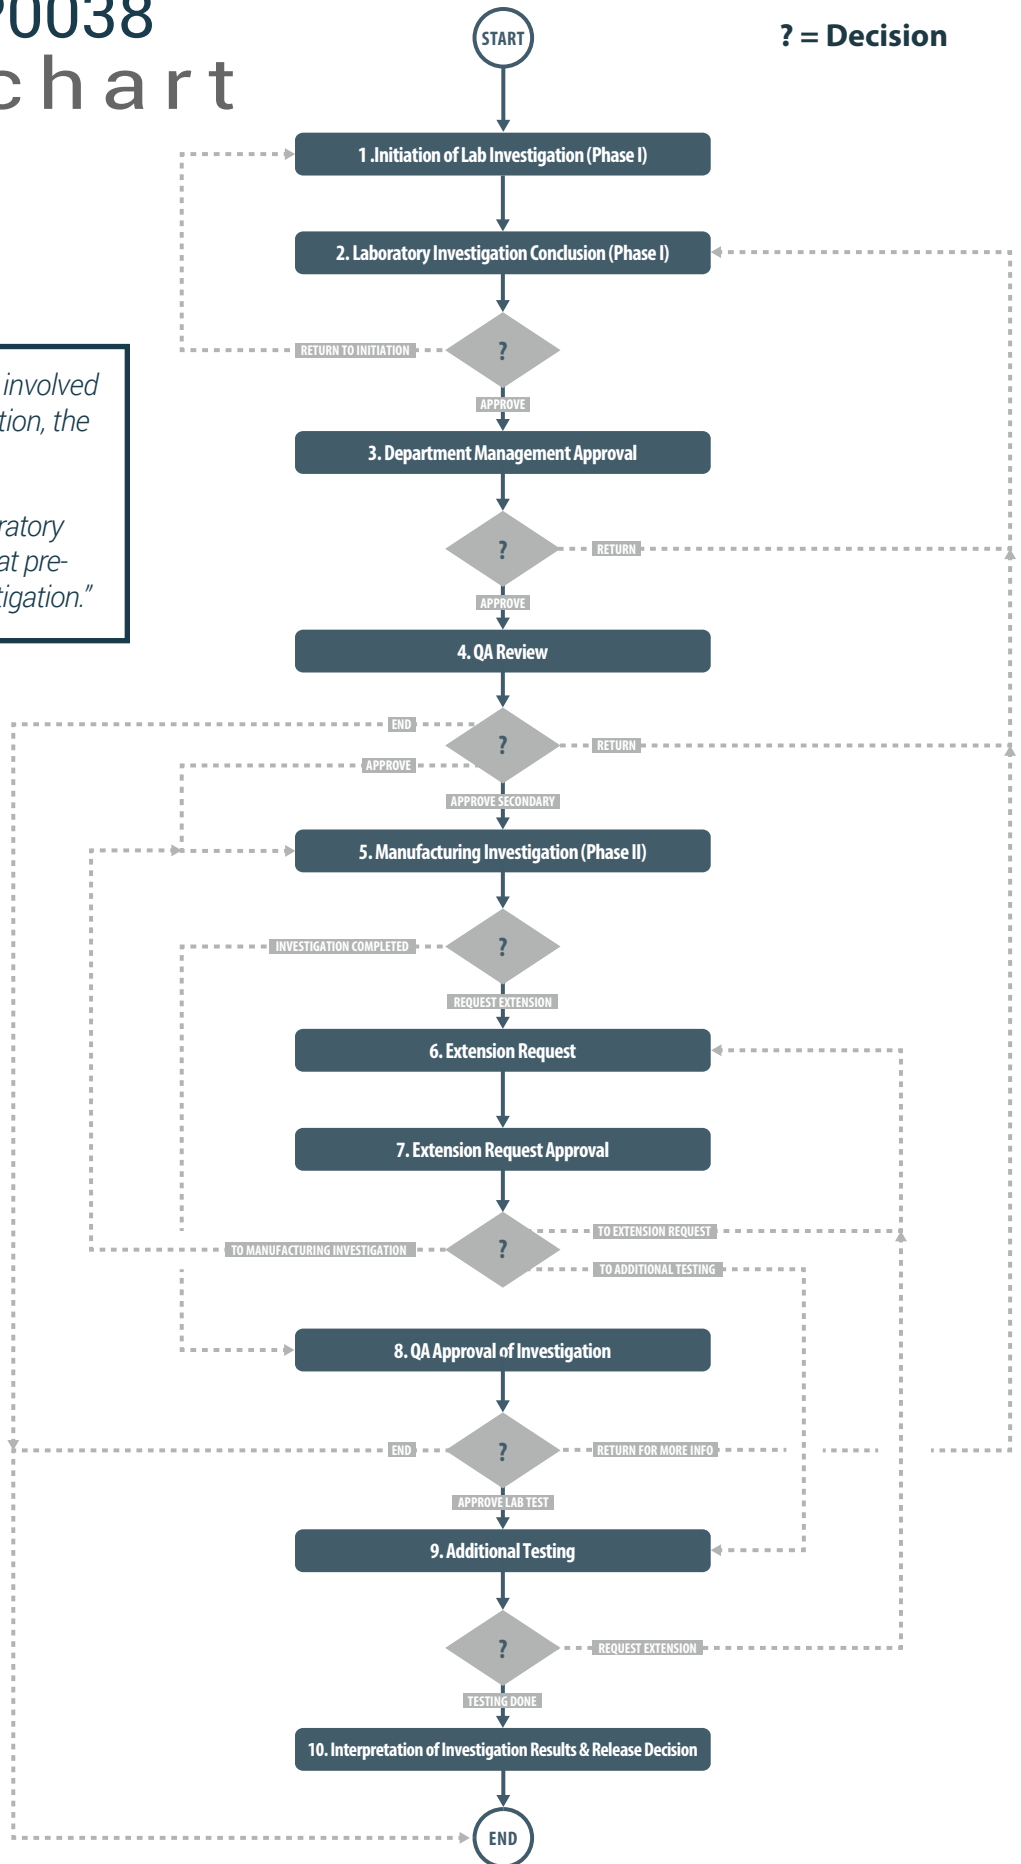 0038
chart
START
? = Decision
1 .Initiation of Lab Investigation (Phase I)
2. Laboratory Investigation Conclusion (Phase I)
RETURN TO INITIATION
?
APPROVE
involved
tion, the
ratory
at pre-
tigation."
3. Department Management Approval
?
RETURN
APPROVE
4. QA Review
END
?
RETURN
APPROVE
APPROVE SECONDARY
5. Manufacturing Investigation (Phase II)
INVESTIGATION COMPLETED
?
REQUEST EXTENSION
6. Extension Request
7. Extension Request Approval
TO EXTENSION REQUEST
TO MANUFACTURING INVESTIGATION
?
TO ADDITIONAL TESTING
8. QA Approval of Investigation
END
?
RETURN FOR MORE INFO
APPROVE LAB TEST
9. Additional Testing
?
REQUEST EXTENSION
TESTING DONE
10. Interpretation of Investigation Results & Release Decision
END